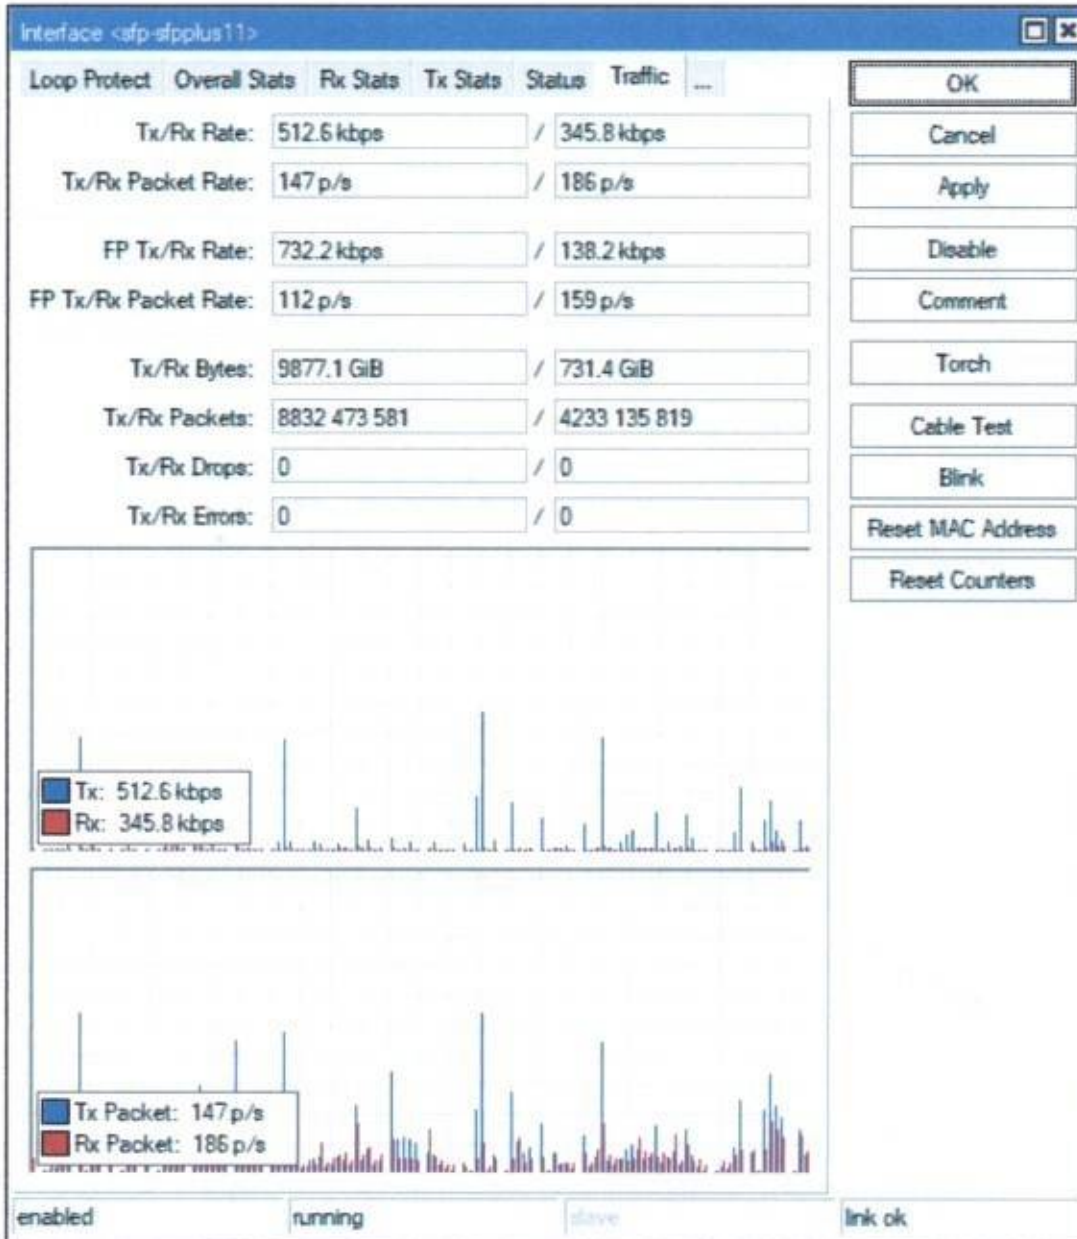 Interface <sfp-sfpplus11>
Loop Protect Overall Stats Rx Stats Tx Stats Status Traffic ...
Tx/Rx Rate: 512.6 kbps / 345.8 kbps
Tx/Rx Packet Rate: 147 p/s / 186 p/s
FP Tx/Rx Rate: 732.2 kbps / 138.2 kbps
FP Tx/Rx Packet Rate: 112 p/s / 159 p/s
Tx/Rx Bytes: 9877.1 GiB / 731.4 GiB
Tx/Rx Packets: 8832 473 581 / 4233 135 819
Tx/Rx Drops: 0 / 0
Tx/Rx Errors: 0 / 0
OK
Cancel
Apply
Disable
Comment
Torch
Cable Test
Blink
Reset MAC Address
Reset Counters
Tx: 512.6 kbps
Rx: 345.8 kbps
Tx Packet: 147 p/s
Rx Packet: 186 p/s
enabled running slave link ok